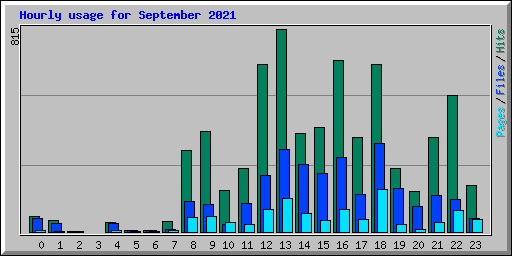 Hourly usage for September 2021
815
Pages/Files/Hits
0 1 2 3 4 5 6 7 8 9 10 11 12 13 14 15 16 17 18 19 20 21 22 23